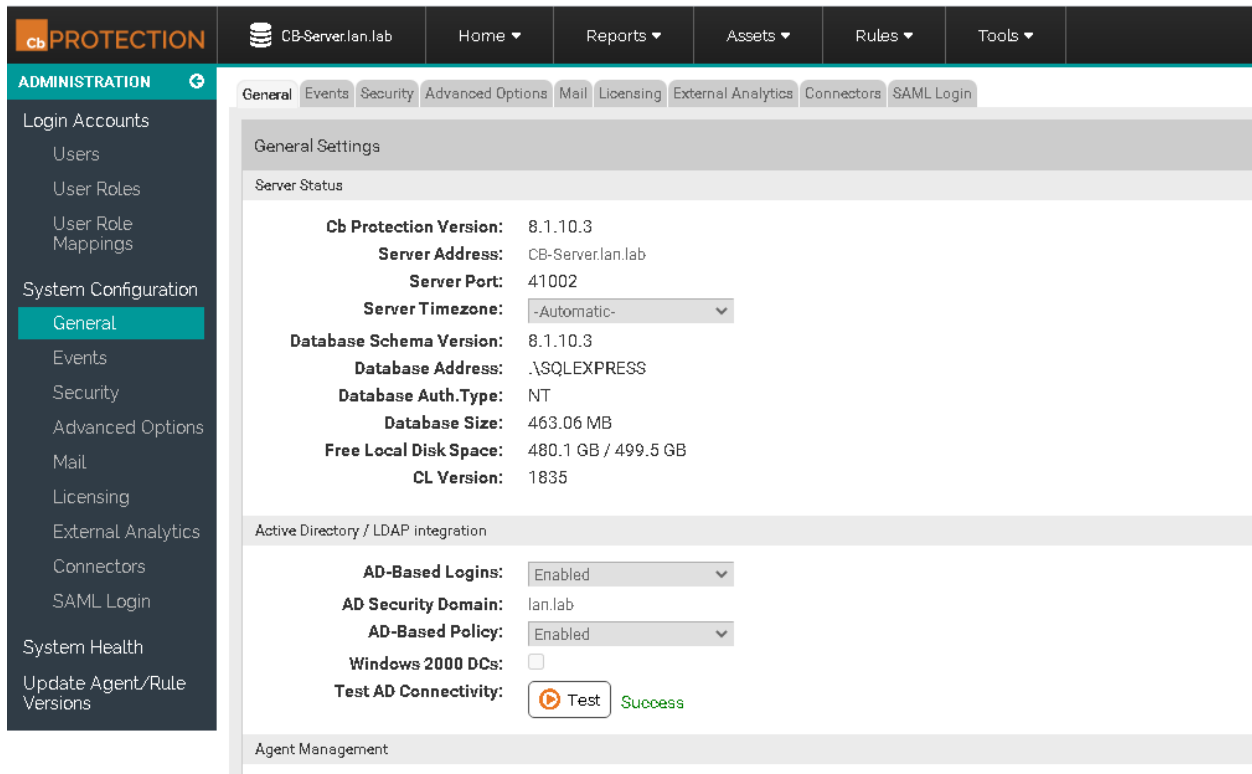 Cb PROTECTION
CB-Server.lan.lab Home Reports Assets Rules Tools
ADMINISTRATION
Login Accounts
Users
User Roles
User Role
Mappings
System Configuration
General
Events
Security
Advanced Options
Mail
Licensing
External Analytics
Connectors
SAML Login
System Health
Update Agent/Rule
Versions
General Events Security Advanced Options Mail Licensing External Analytics Connectors SAML Login
General Settings
Server Status
Cb Protection Version: 8.1.10.3
Server Address: CB-Server.lan.lab
Server Port: 41002
Server Timezone: -Automatic-
Database Schema Version: 8.1.10.3
Database Address: .\SQLEXPRESS
Database Auth.Type: NT
Database Size: 463.06 MB
Free Local Disk Space: 480.1 GB / 499.5 GB
CL Version: 1835
Active Directory / LDAP integration
AD-Based Logins: Enabled
AD Security Domain: lan.lab
AD-Based Policy: Enabled
Windows 2000 DCs:
Test AD Connectivity: Test Success
Agent Management